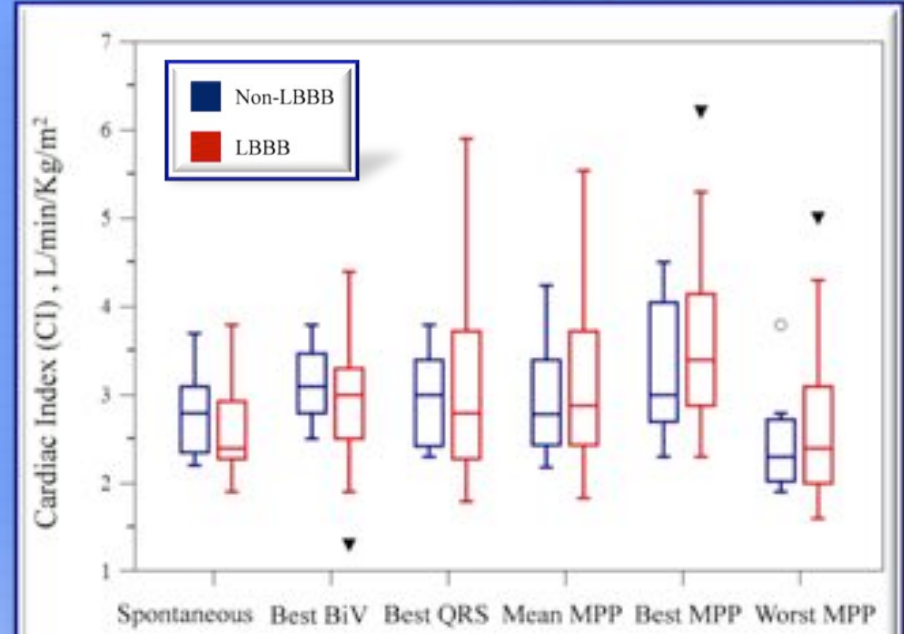 7
Non-LBBB
LBBB
6
5
4
3
2
1
Cardiac Index (CI) , L/min/Kg/m²
Spontaneous Best BiV Best QRS Mean MPP Best MPP Worst MPP